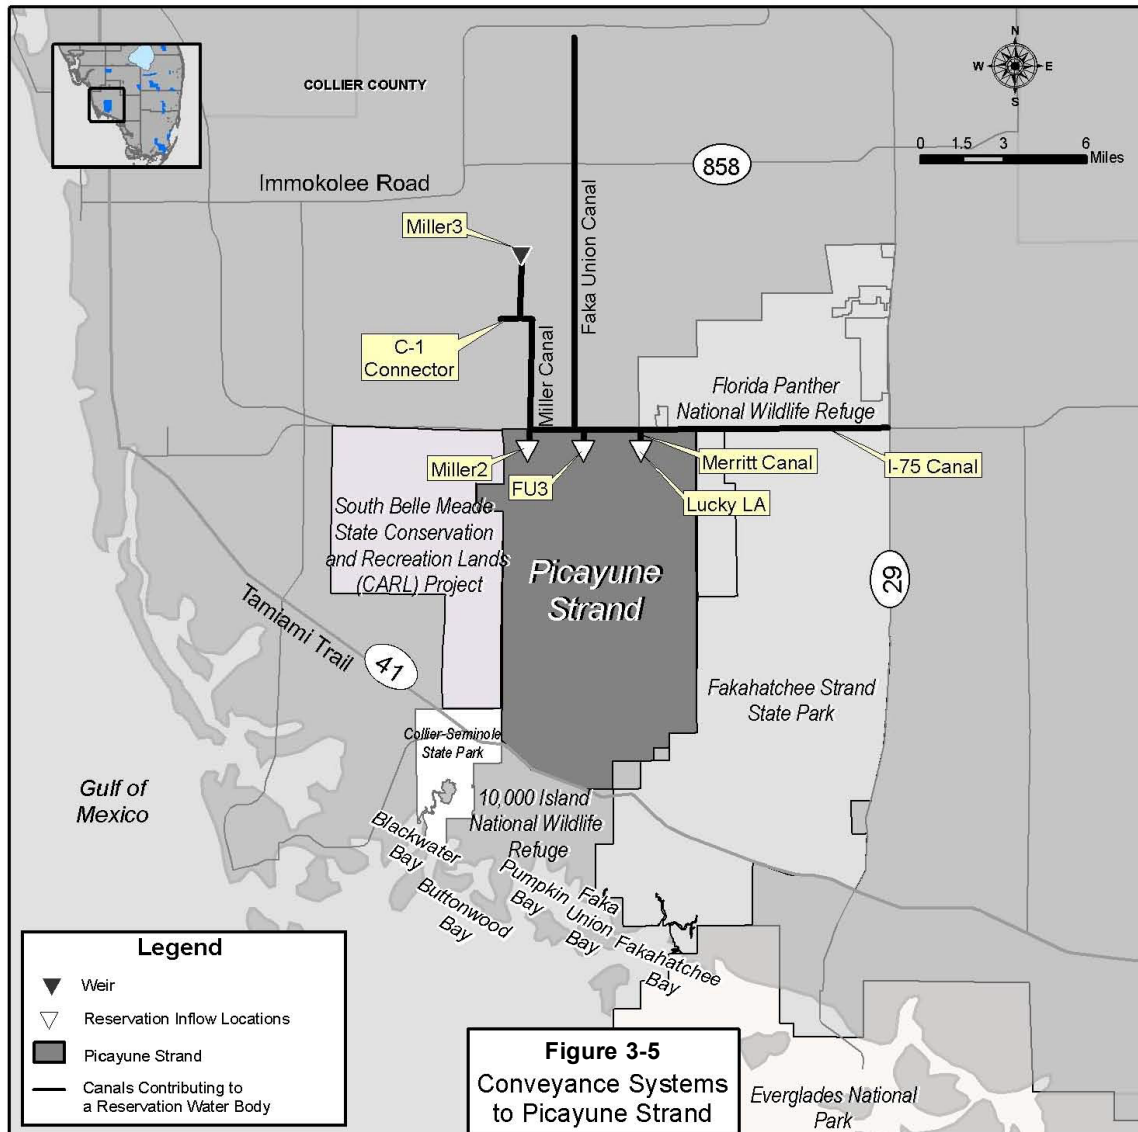 COLLIER COUNTY
N
W
E
S
0 1.5 3 6
Miles
858
Immokolee Road
Miller3
Faka Union Canal
C-1
Connector
Miller Canal
Florida Panther
National Wildlife Refuge
Miller2
FU3
Merritt Canal
Lucky LA
I-75 Canal
South Belle Meade
State Conservation
and Recreation Lands
(CARL) Project
Picayune
Strand
29
Tamiami Trail
41
Fakahatchee Strand
State Park
Collier-Seminole
State Park
Gulf of
Mexico
10,000 Island
National Wildlife
Refuge
Blackwater
Bay
Buttonwood
Bay
Pumpkin
Bay
Faka
Union
Bay
Fakahatchee
Bay
Legend
Weir
Reservation Inflow Locations
Picayune Strand
Canals Contributing to
a Reservation Water Body
Figure 3-5
Conveyance Systems
to Picayune Strand
Everglades National
Park